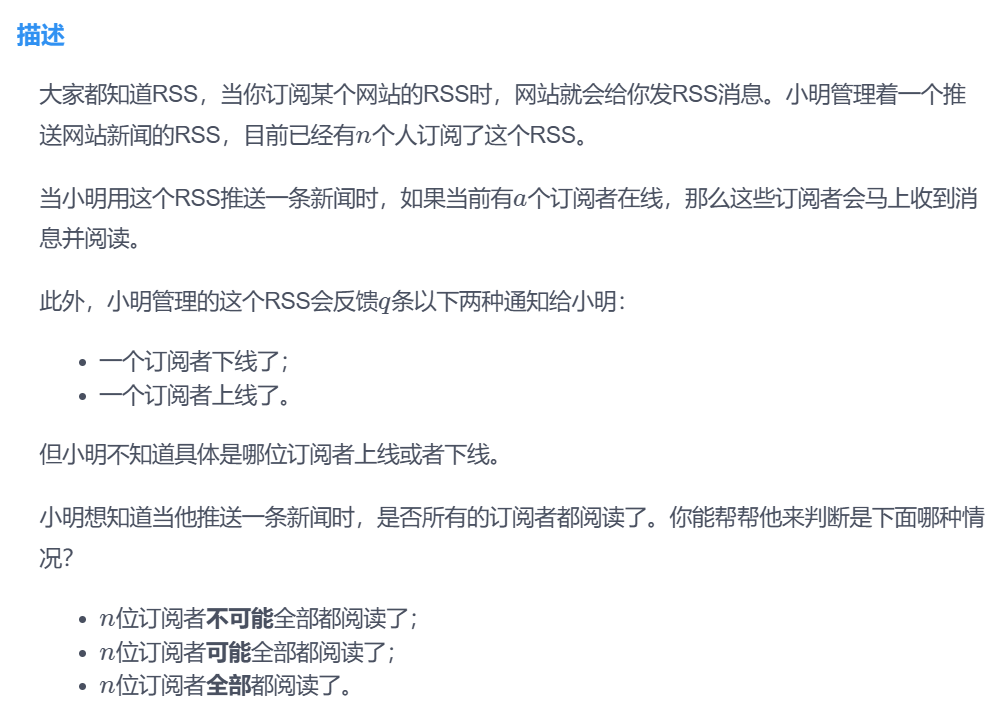 描述
大家都知道RSS，当你订阅某个网站的RSS时，网站就会给你发RSS消息。小明管理着一个推
送网站新闻的RSS，目前已经有n个人订阅了这个RSS。
当小明用这个RSS推送一条新闻时，如果当前有a个订阅者在线，那么这些订阅者会马上收到消
息并阅读。
此外，小明管理的这个RSS会反馈q条以下两种通知给小明：
• 一个订阅者下线了；
• 一个订阅者上线了。
但小明不知道具体是哪位订阅者上线或者下线。
小明想知道当他推送一条新闻时，是否所有的订阅者都阅读了。你能帮帮他来判断是下面哪种情
况？
• n位订阅者不可能全部都阅读了；
• n位订阅者可能全部都阅读了；
• n位订阅者全部都阅读了。